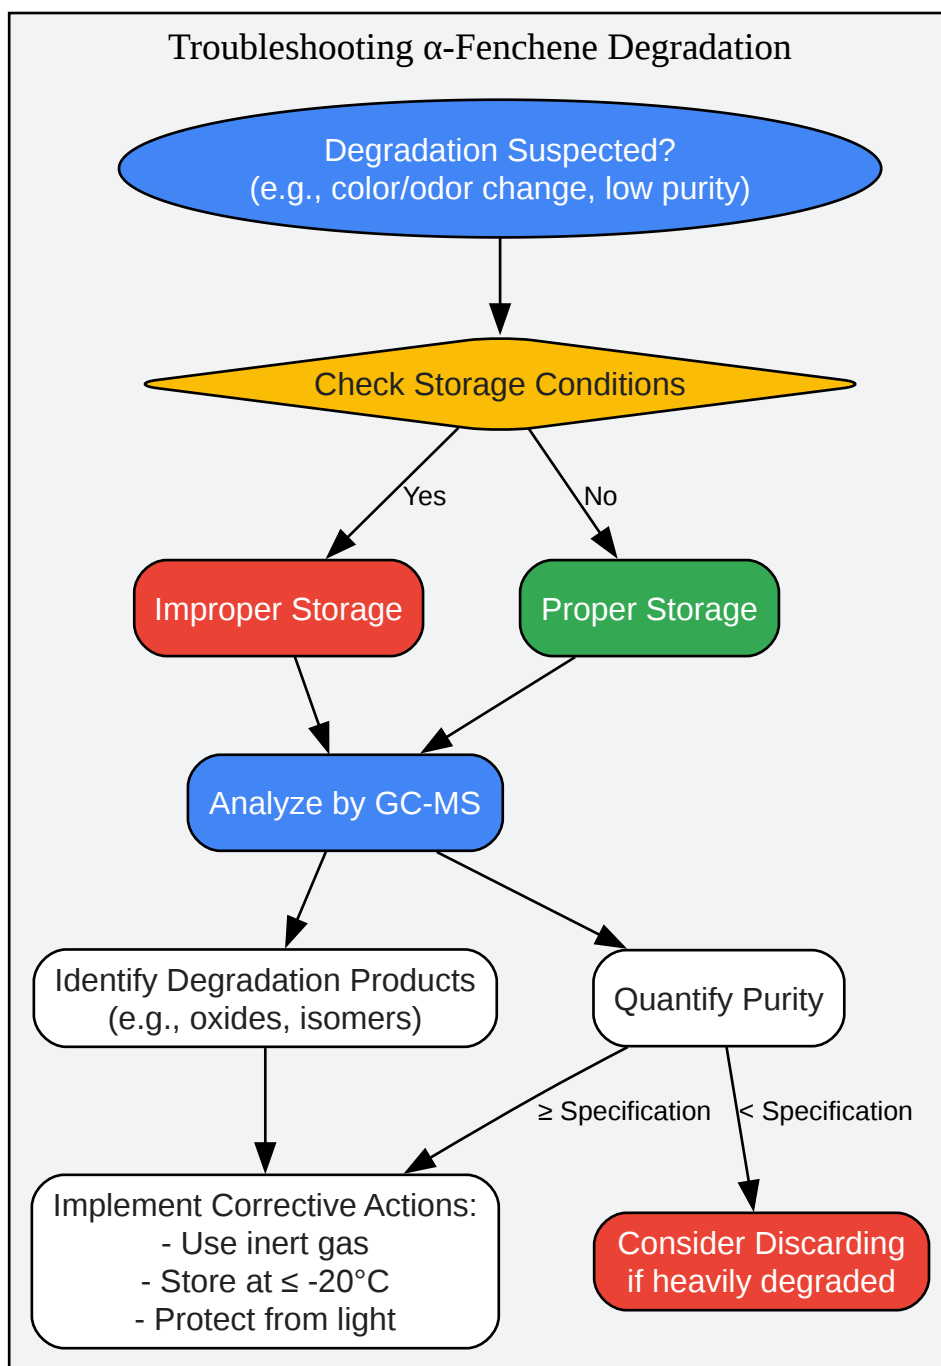 Troubleshooting α-Fenchene Degradation
Degradation Suspected?
(e.g., color/odor change, low purity)
Check Storage Conditions
Yes
No
Improper Storage
Proper Storage
Analyze by GC-MS
Identify Degradation Products
(e.g., oxides, isomers)
Quantify Purity
≥ Specification
< Specification
Implement Corrective Actions:
- Use inert gas
- Store at ≤ -20°C
- Protect from light
Consider Discarding
if heavily degraded